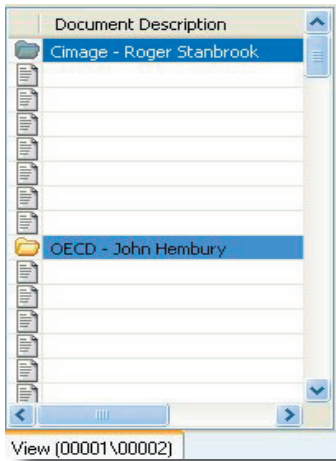 Document Description
Cimage - Roger Stanbrook
OECD - John Hembury
View (00001\00002)